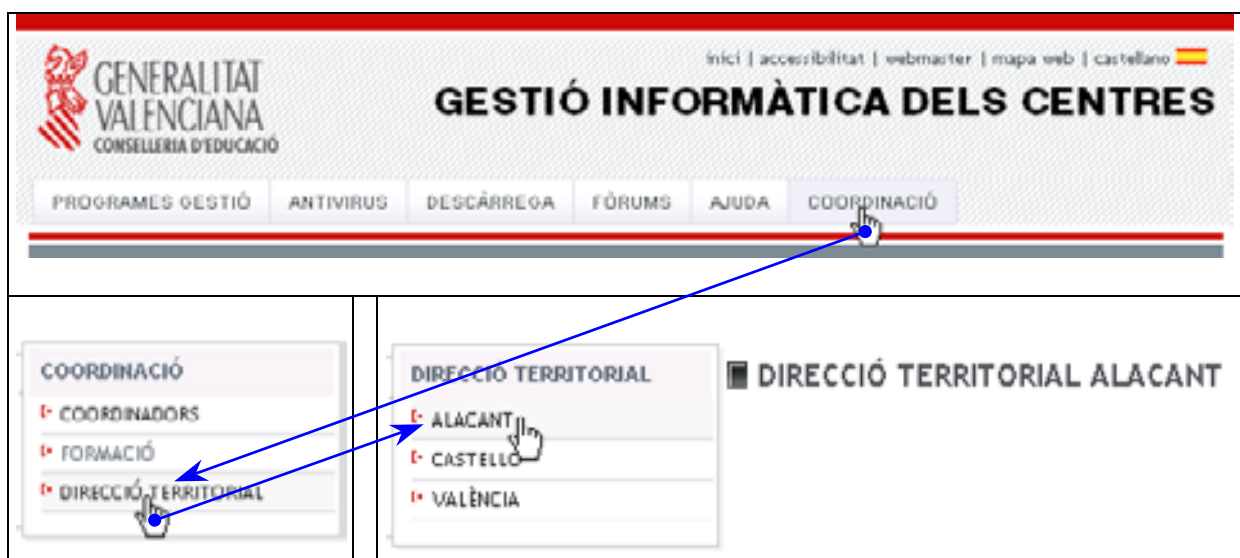 GENERALITAT
VALENCIANA
CONSELLERIA D'EDUCACIÓ
inici | accessibilitat | webmaster | mapa web | castellano
GESTIÓ INFORMÀTICA DELS CENTRES
PROGRAMES GESTIÓ ANTIVIRUS DESCÀRREGA FÒRUMS AJUDA COORDINACIÓ
COORDINACIÓ
COORDINADORS
FORMACIÓ
DIRECCIÓ TERRITORIAL
DIRECCIÓ TERRITORIAL
ALACANT
CASTELLÓ
VALÈNCIA
DIRECCIÓ TERRITORIAL ALACANT